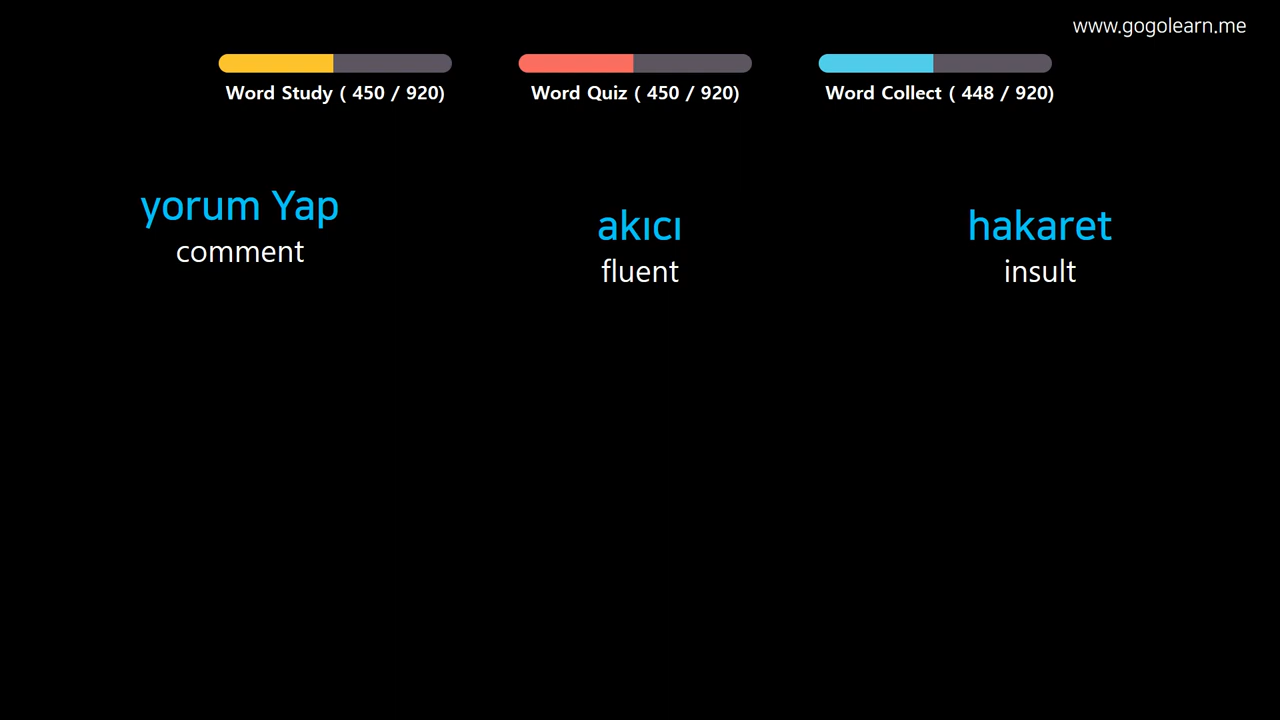 www.gogolearn.me
Word Study ( 450 / 920)
Word Quiz ( 450 / 920)
Word Collect ( 448 / 920)
yorum Yap
comment
akıcı
fluent
hakaret
insult